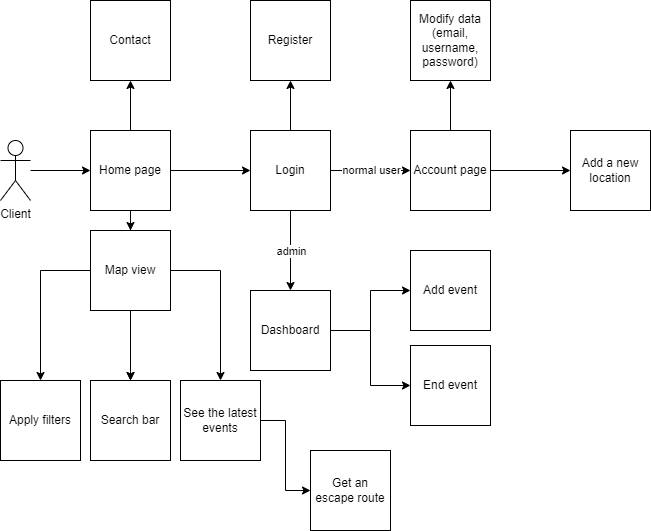 Contact
Register
Modify data
(email,
username,
password)
Client
Home page
Login
normal user
Account page
Add a new
location
Map view
admin
Dashboard
Add event
End event
Apply filters
Search bar
See the latest
events
Get an
escape route